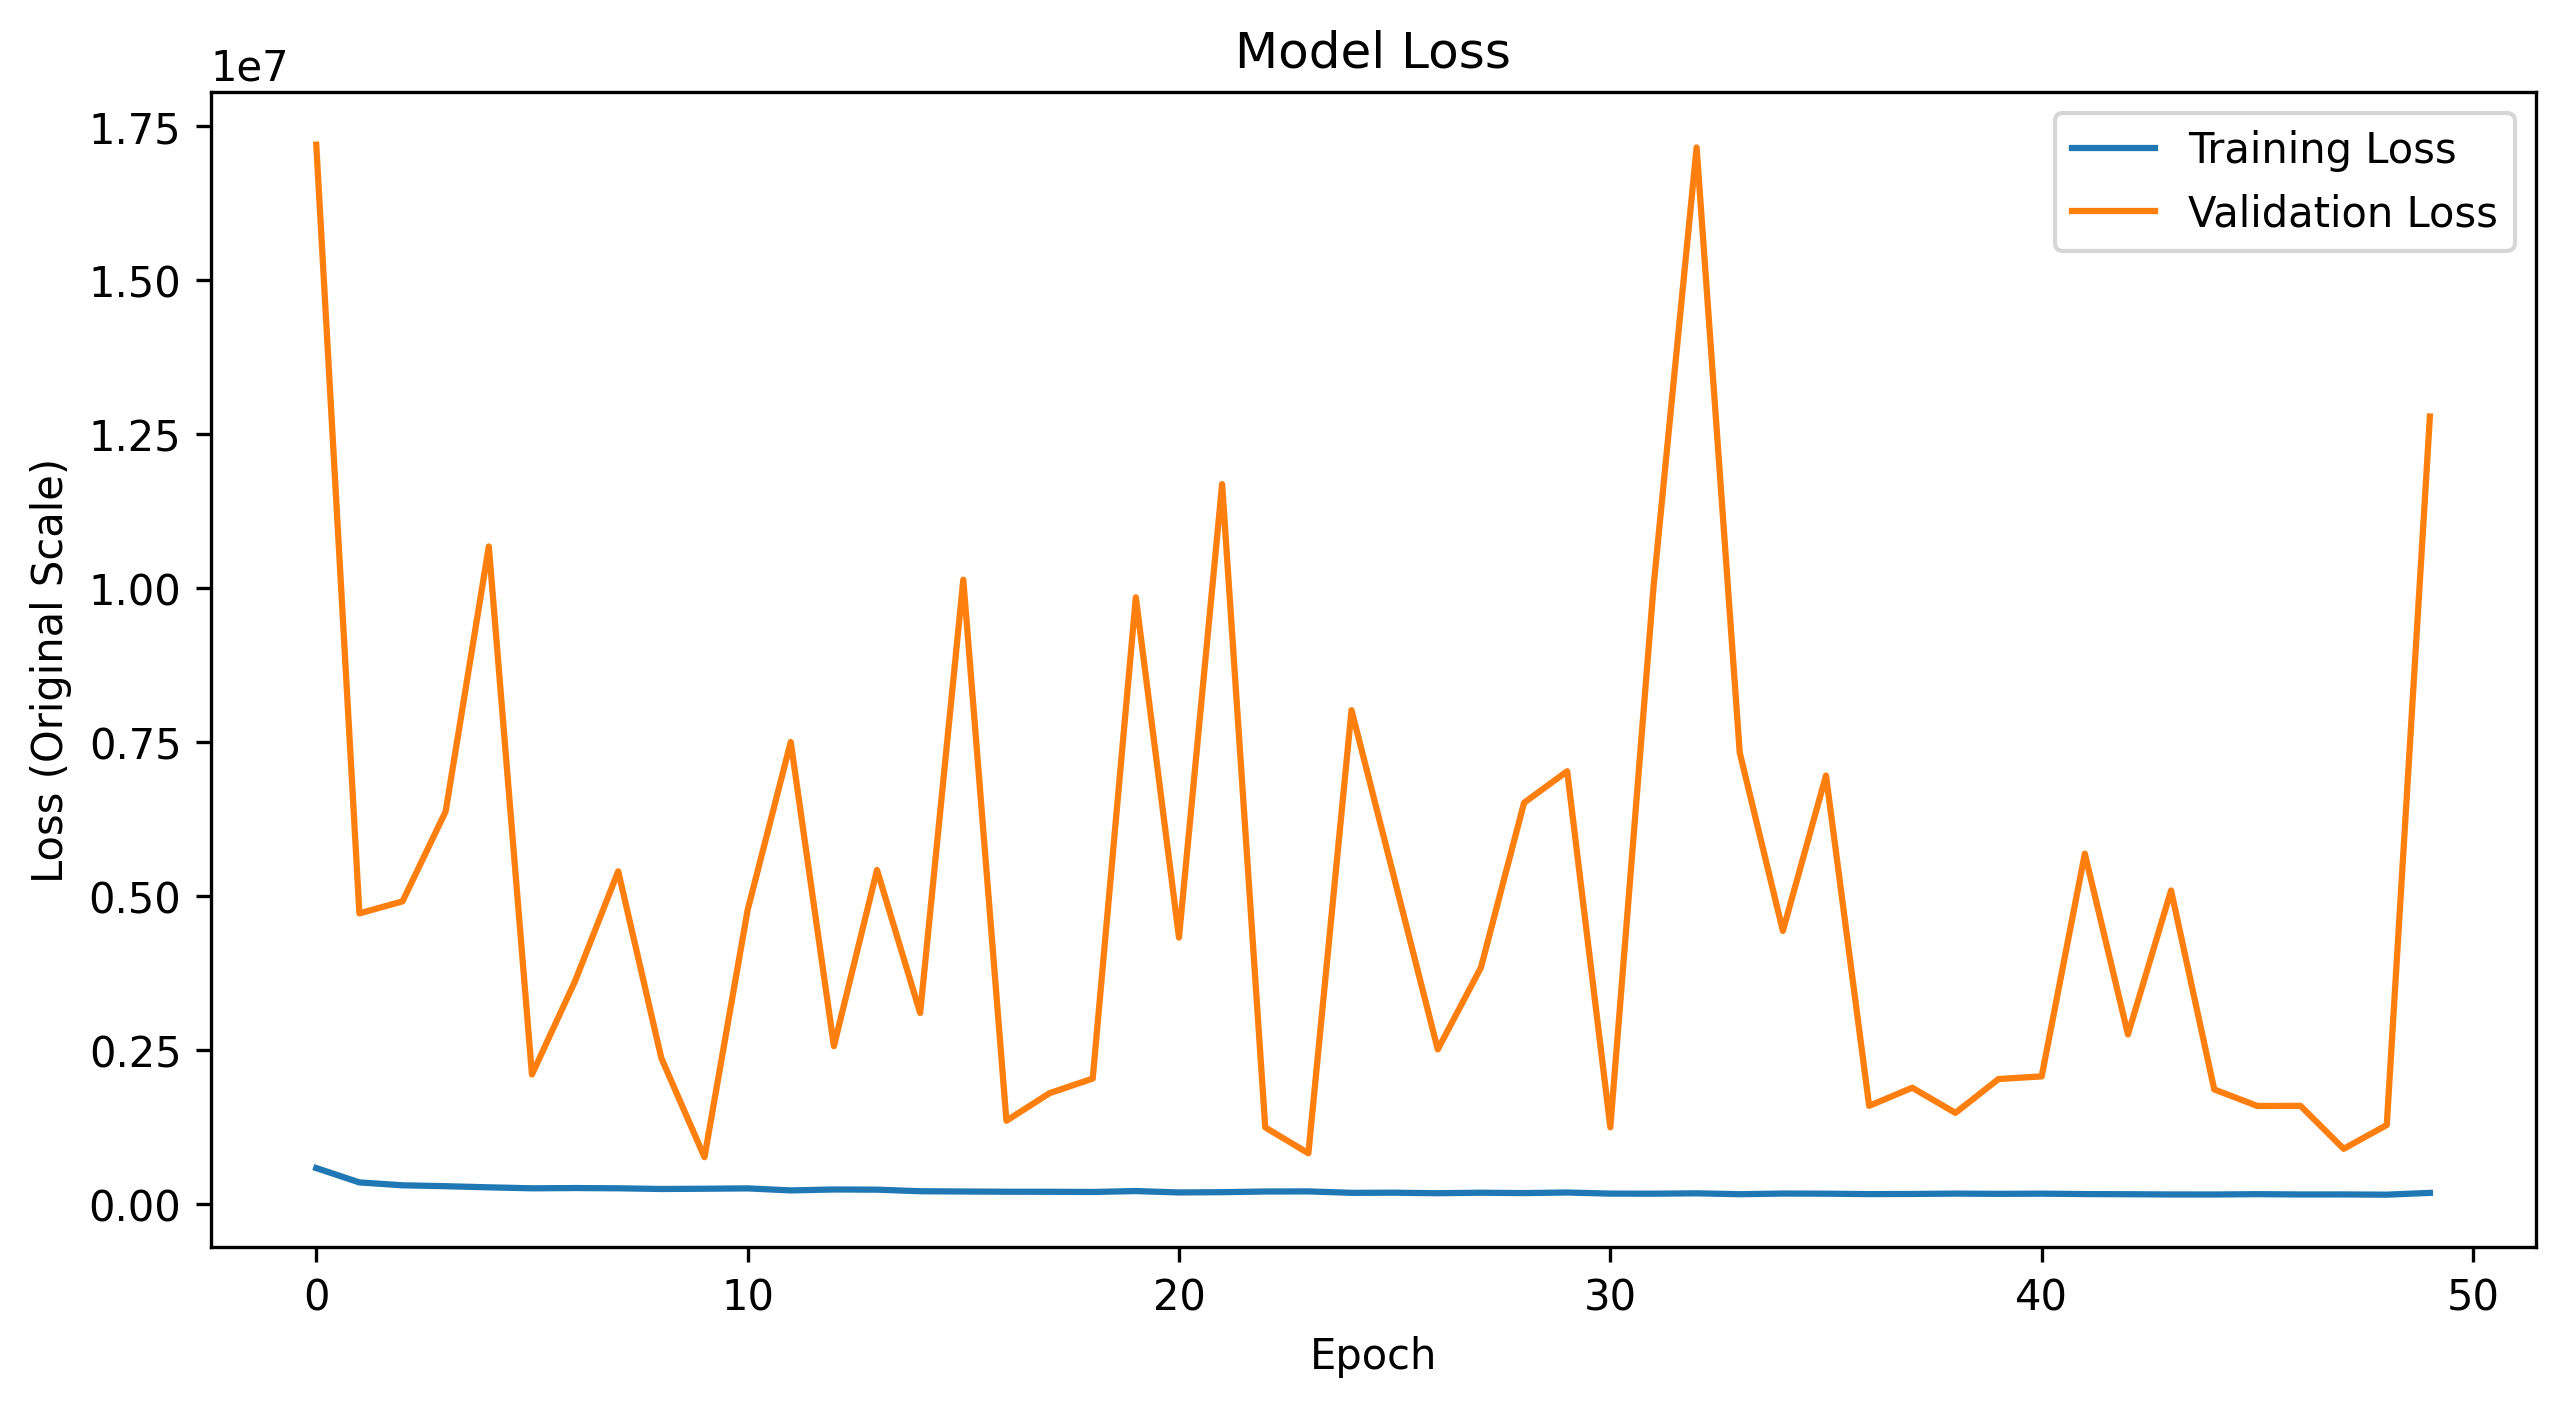 Model Loss
1e7
1.75
1.50
1.25
1.00
0.75
0.50
0.25
0.00
Loss (Original Scale)
Training Loss
Validation Loss
0 10 20 30 40 50
Epoch